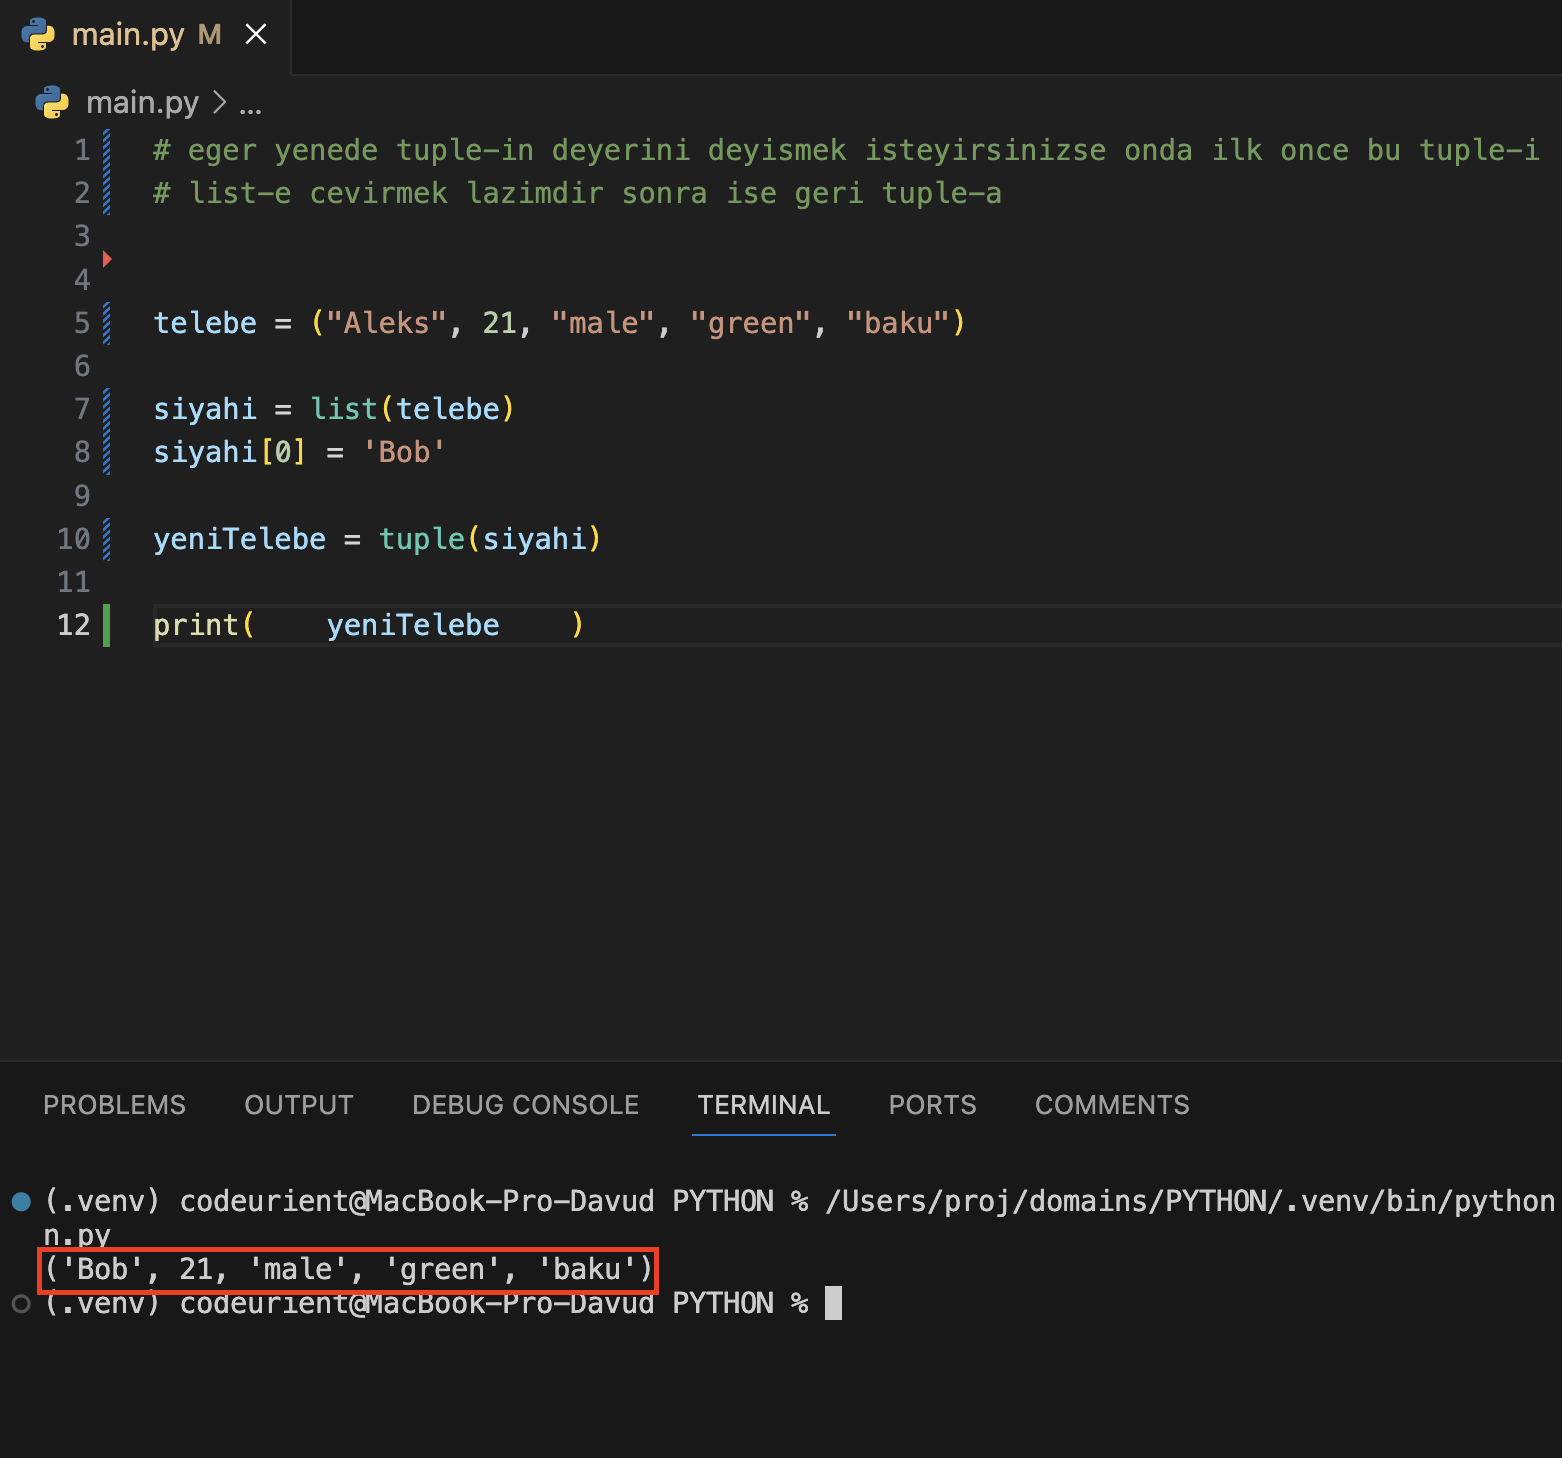 main.py M
main.py > ...
1 # eger yenede tuple-in deyerini deyismek isteyirsinizse onda ilk once bu tuple-i
2 # list-e cevirmek lazimdir sonra ise geri tuple-a
3
4
5 telebe = ("Aleks", 21, "male", "green", "baku")
6
7 siyahi = list(telebe)
8 siyahi[0] = 'Bob'
9
10 yeniTelebe = tuple(siyahi)
11
12 print(    yeniTelebe    )
PROBLEMS OUTPUT DEBUG CONSOLE TERMINAL PORTS COMMENTS
(.venv) codeurient@MacBook-Pro-Davud PYTHON % /Users/proj/domains/PYTHON/.venv/bin/python
n.py
('Bob', 21, 'male', 'green', 'baku')
(.venv) codeurient@MacBook-Pro-Davud PYTHON %